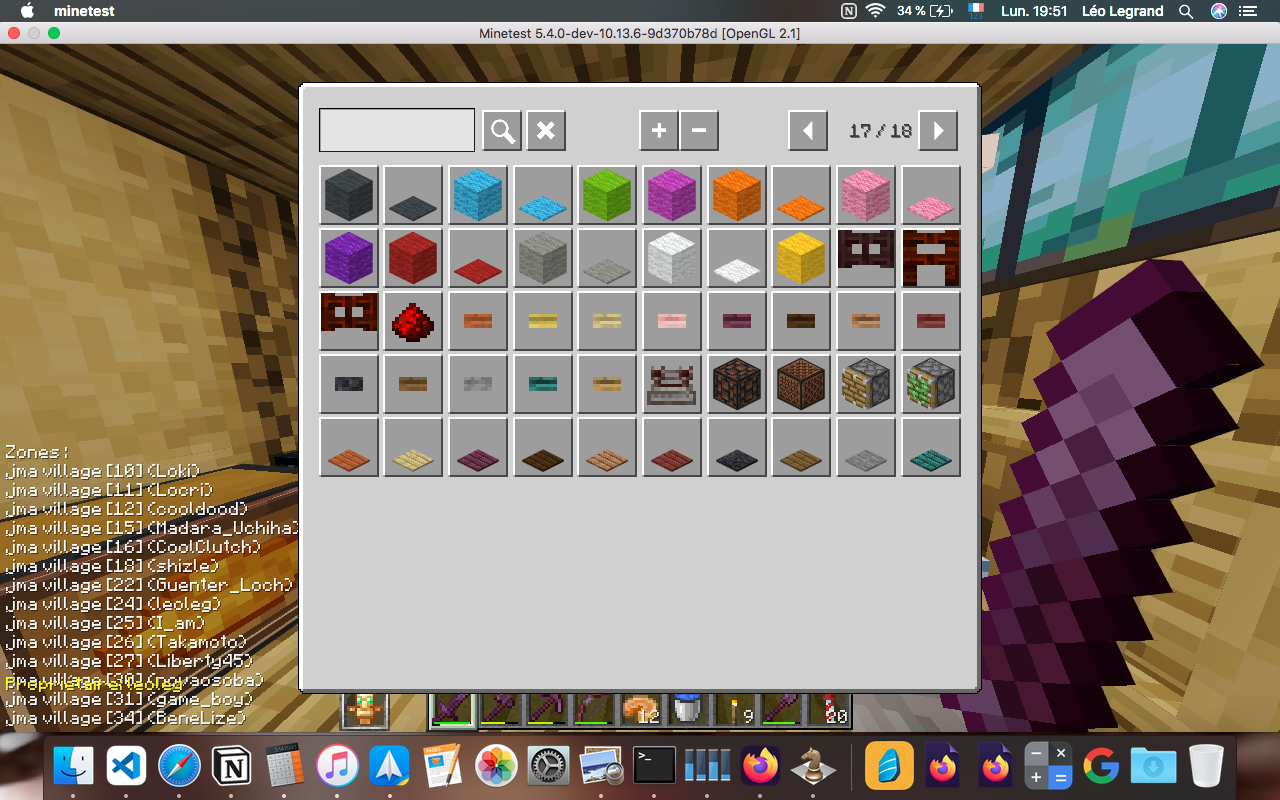 minetest
34 %
123
Lun. 19:51
Léo Legrand
Minetest 5.4.0-dev-10.13.6-9d370b78d [OpenGL 2.1]
+
−
17 / 18
Zones :
,jma village [10] (Loki)
,jma village [11] (Locri)
,jma village [12] (cooldood)
,jma village [15] (Madara_Uchiha)
,jma village [16] (CoolClutch)
,jma village [18] (shizle)
,jma village [22] (Guenter_Loch)
,jma village [24] (leoleg)
,jma village [25] (I_am)
,jma village [26] (Takamoto)
,jma village [27] (Liberty45)
,jma village [31] (game_boy)
,jma village [34] (BeneLize)
12
9
20